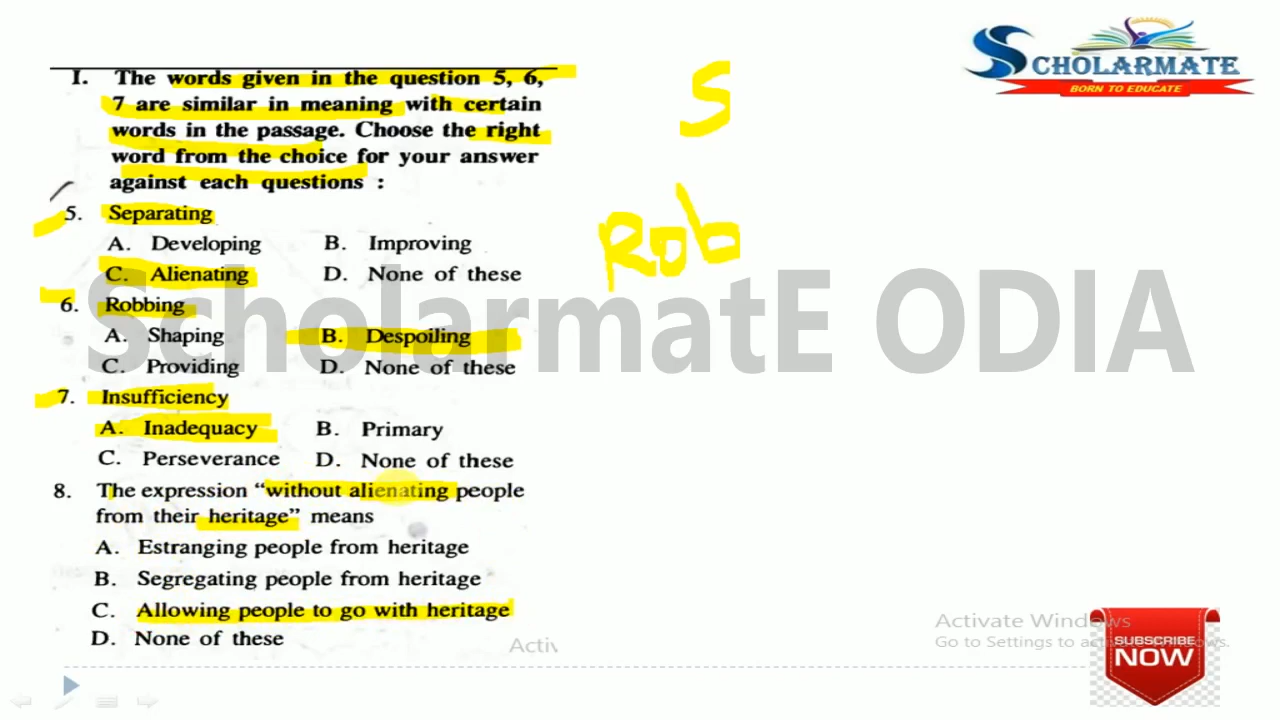 SCHOLARMATE
BORN TO EDUCATE
I. The words given in the question 5, 6,
7 are similar in meaning with certain
words in the passage. Choose the right
word from the choice for your answer
against each questions :
5. Separating
A. Developing B. Improving
C. Alienating D. None of these
6. Robbing
A. Shaping B. Despoiling
C. Providing D. None of these
7. Insufficiency
A. Inadequacy B. Primary
C. Perseverance D. None of these
8. The expression “without alienating people
from their heritage” means
A. Estranging people from heritage
B. Segregating people from heritage
C. Allowing people to go with heritage
D. None of these
S
Rob
ScholarmatE ODIA
Activ
Activate Windows
Go to Settings to activate Windows.
SUBSCRIBE
NOW